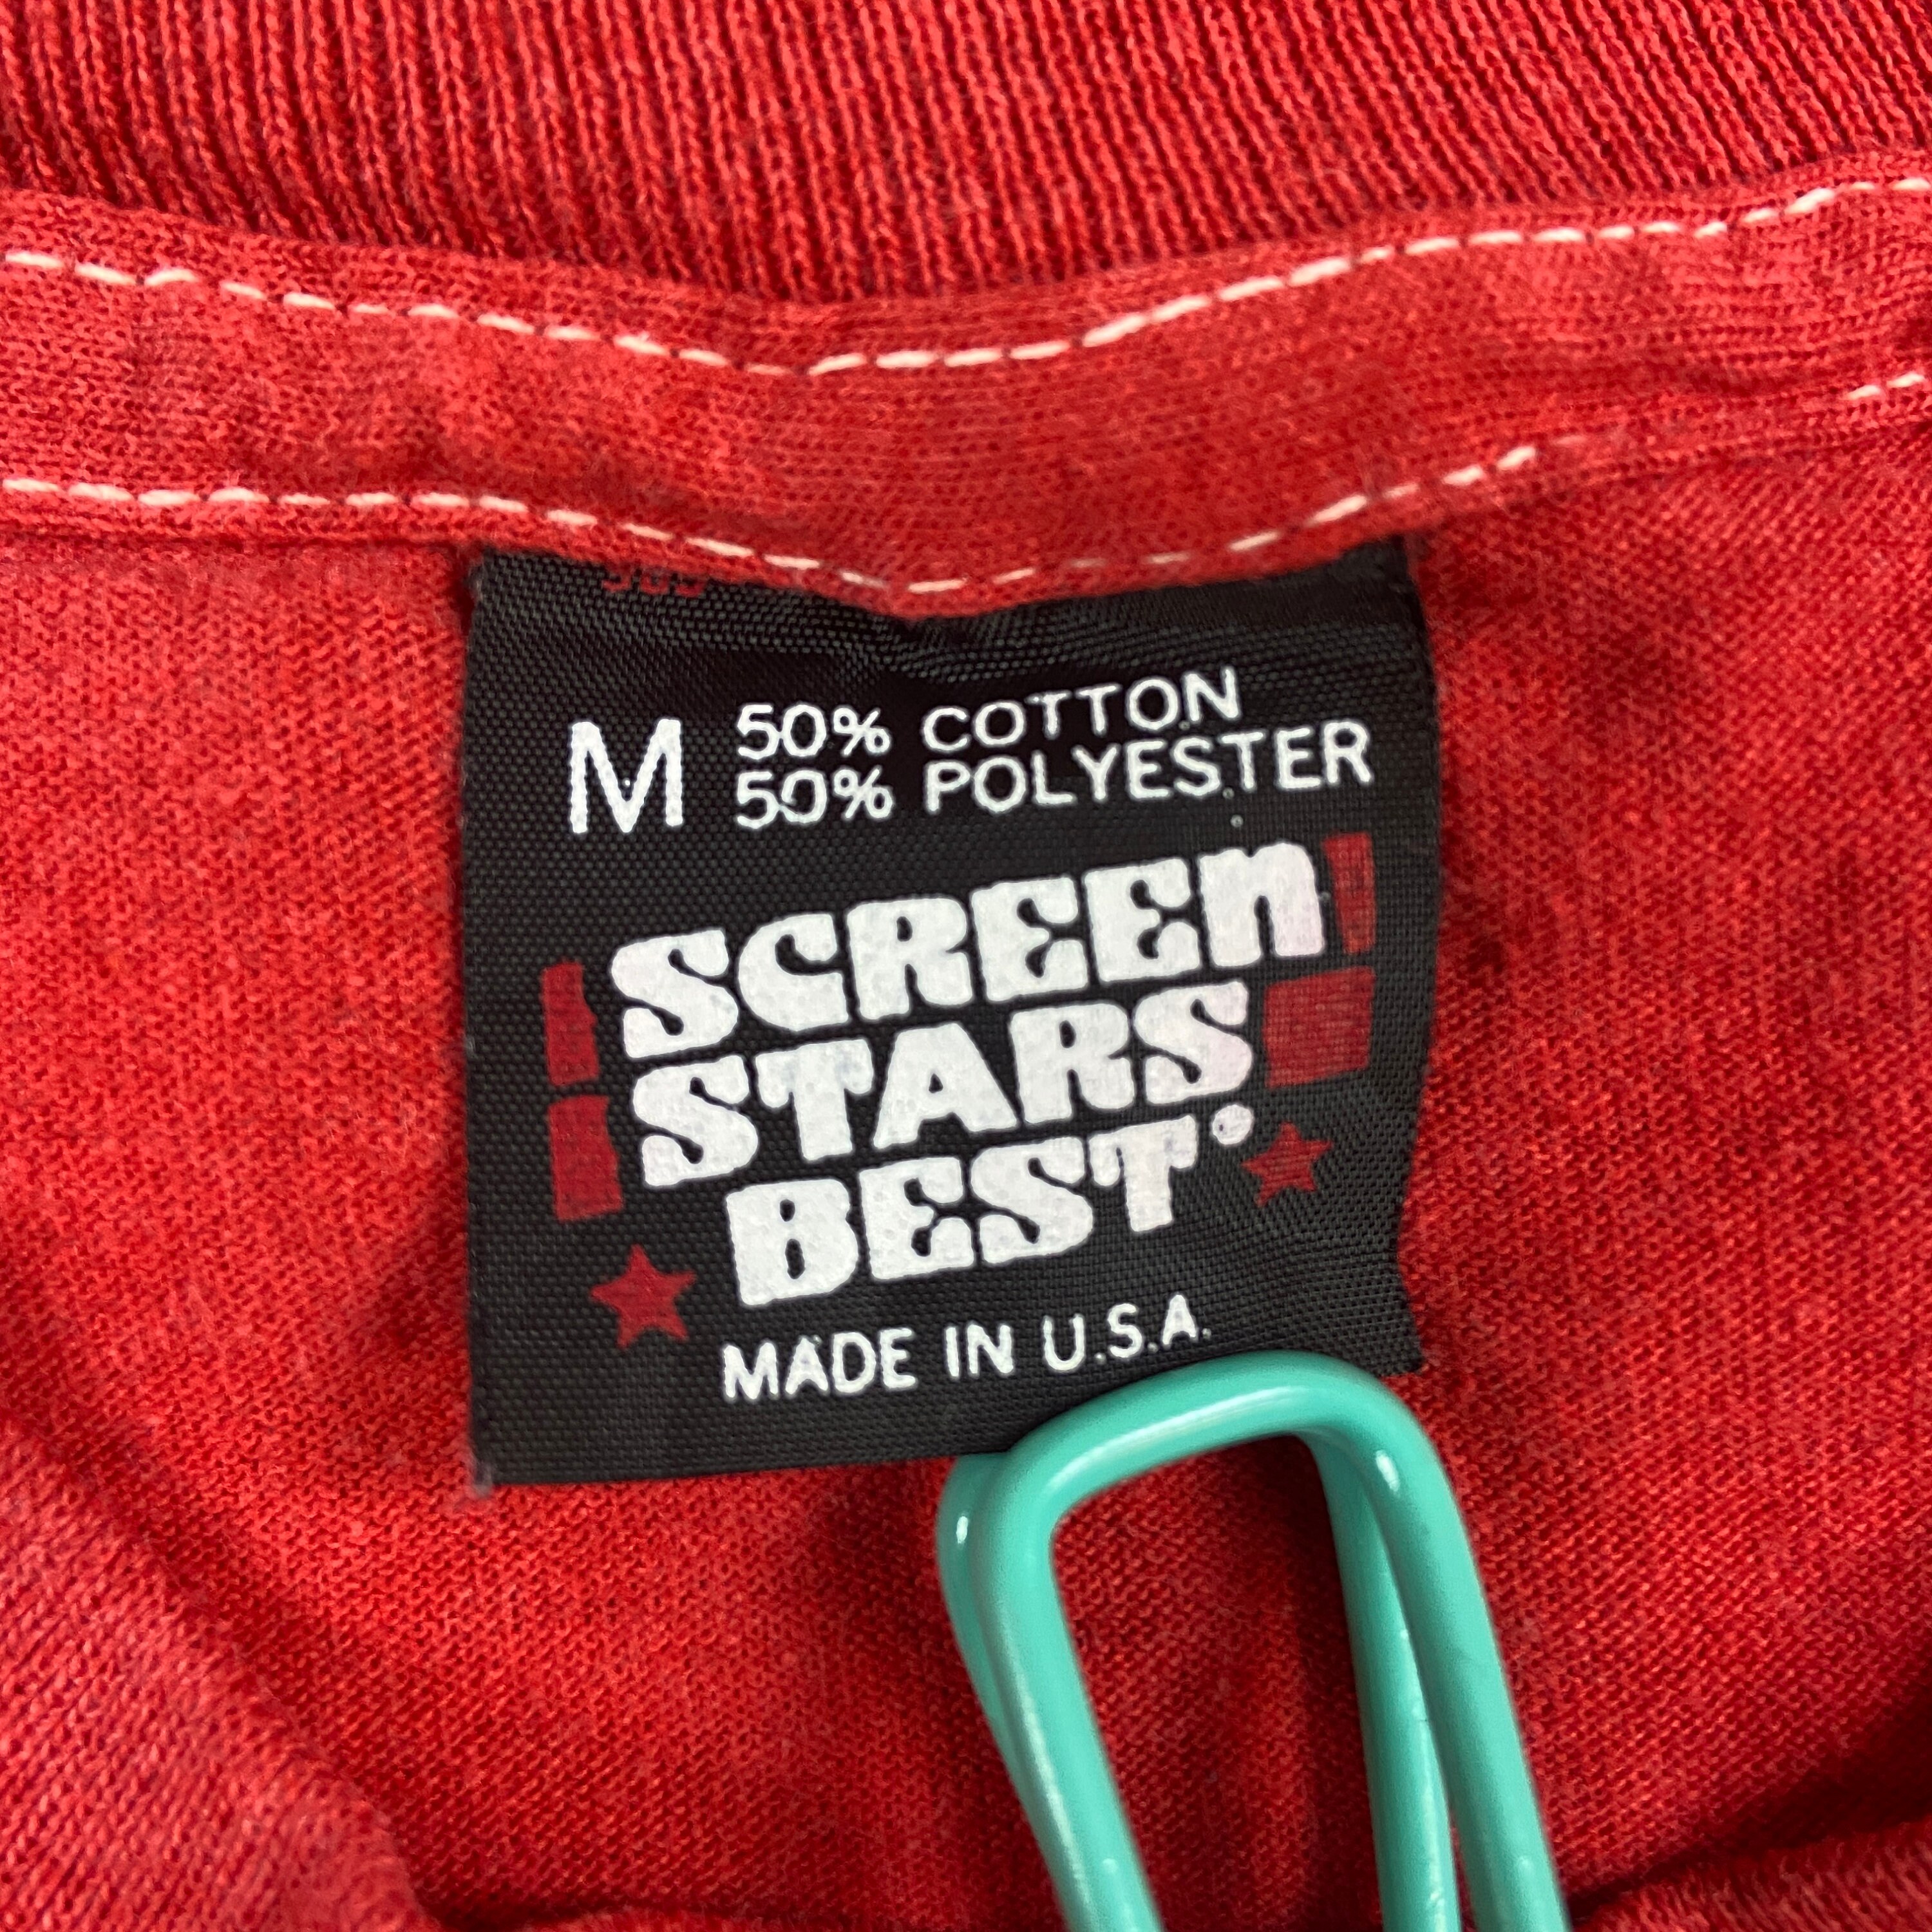 M 50% COTTON
50% POLYESTER
SCREEN
STARS
BEST
MADE IN U.S.A.